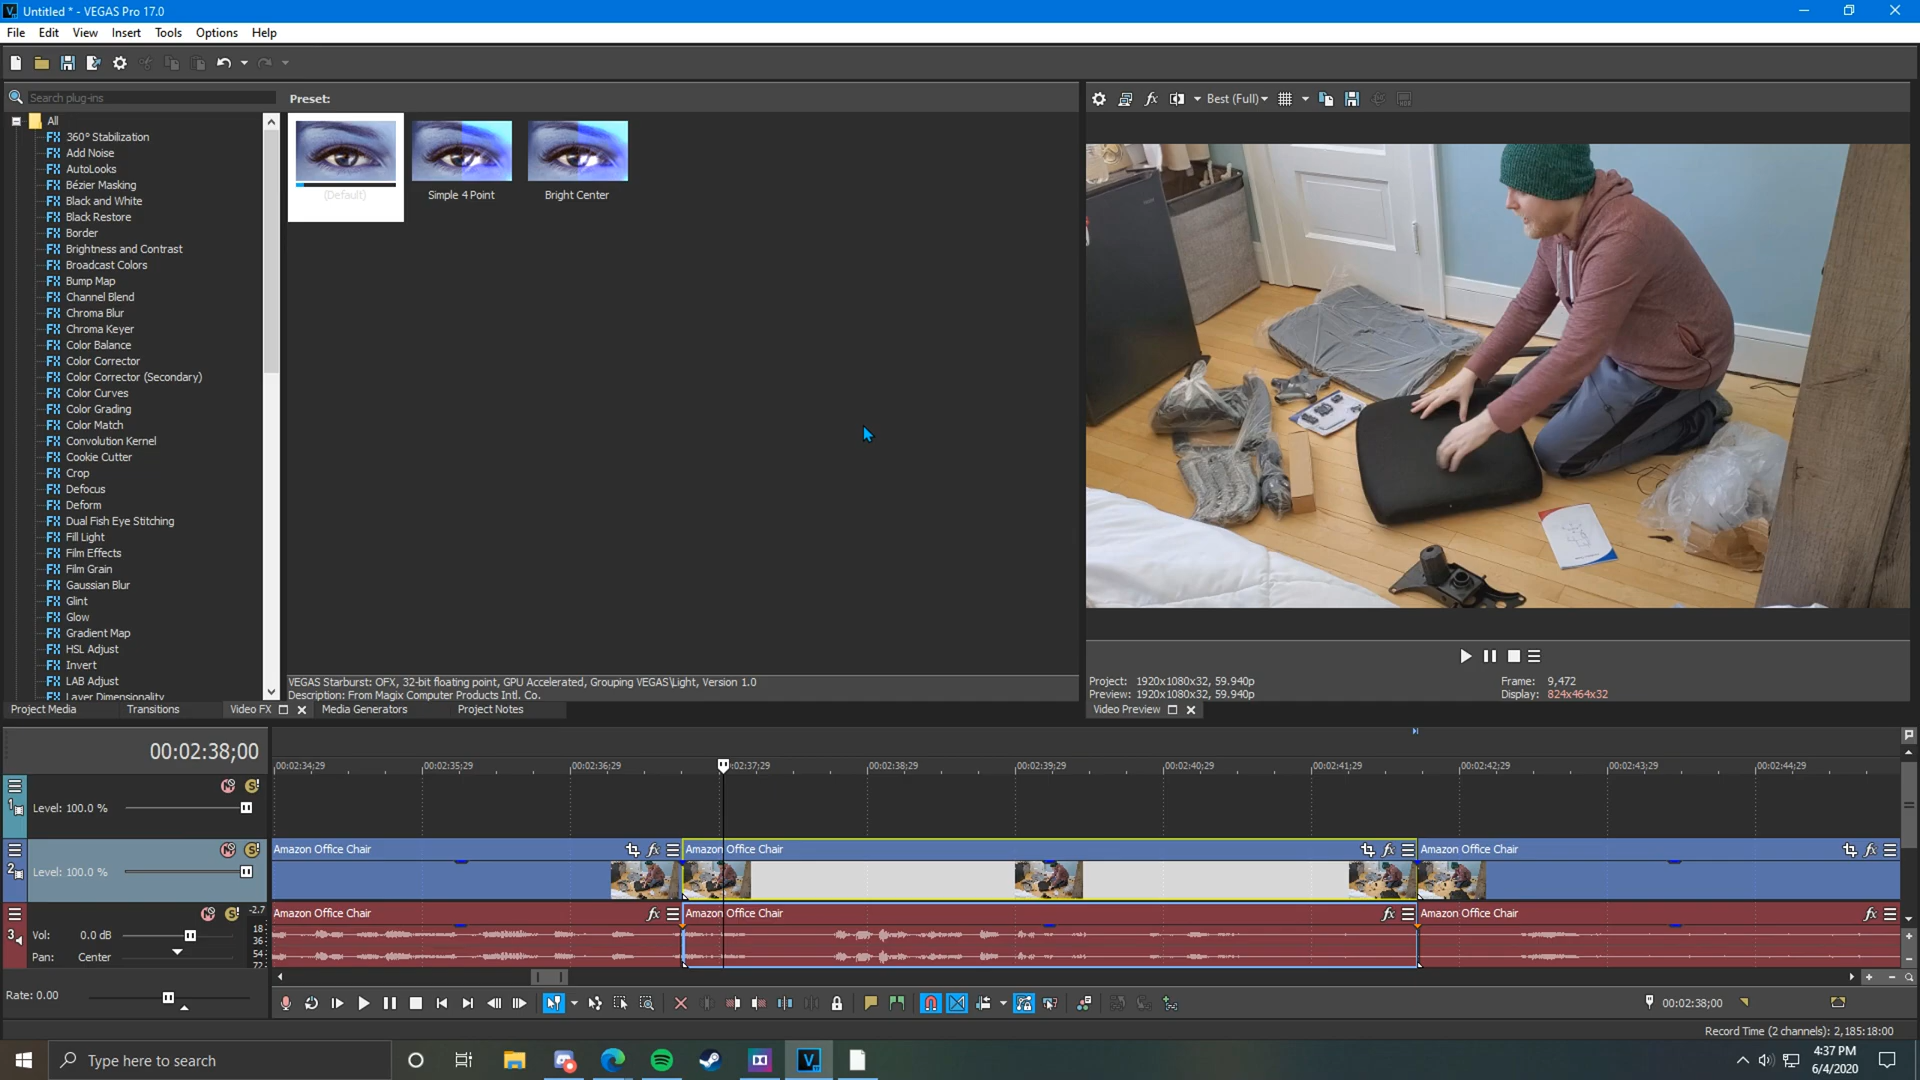 Untitled * - VEGAS Pro 17.0
File Edit View Insert Tools Options Help
Search plug-ins
Preset:
Best (Full)
All
360° Stabilization
Add Noise
AutoLooks
Bézier Masking
Black and White
Black Restore
Border
Brightness and Contrast
Broadcast Colors
Bump Map
Channel Blend
Chroma Blur
Chroma Keyer
Color Balance
Color Corrector
Color Corrector (Secondary)
Color Curves
Color Grading
Color Match
Convolution Kernel
Cookie Cutter
Crop
Defocus
Deform
Dual Fish Eye Stitching
Fill Light
Film Effects
Film Grain
Gaussian Blur
Glint
Glow
Gradient Map
HSL Adjust
Invert
LAB Adjust
Layer Dimensionality
(Default) Simple 4 Point Bright Center
VEGAS Starburst: OFX, 32-bit floating point, GPU Accelerated, Grouping VEGAS\Light, Version 1.0
Description: From Magix Computer Products Intl. Co.
Project Media Transitions Video FX Media Generators Project Notes
Project: 1920x1080x32, 59.940p Frame: 9,472
Preview: 1920x1080x32, 59.940p Display: 824x464x32
Video Preview
00:02:38;00
00:02:34;29 00:02:35;29 00:02:36;29 00:02:37;29 00:02:38;29 00:02:39;29 00:02:40;29 00:02:41;29 00:02:42;29 00:02:43;29 00:02:44;29
1 Level: 100.0 %
Amazon Office Chair Amazon Office Chair Amazon Office Chair
2 Level: 100.0 %
Amazon Office Chair Amazon Office Chair Amazon Office Chair
-2.7
3 Vol: 0.0 dB
18
36
Pan: Center
54
72
Rate: 0.00
00:02:38;00
Record Time (2 channels): 2,185:18:00
Type here to search
4:37 PM
6/4/2020